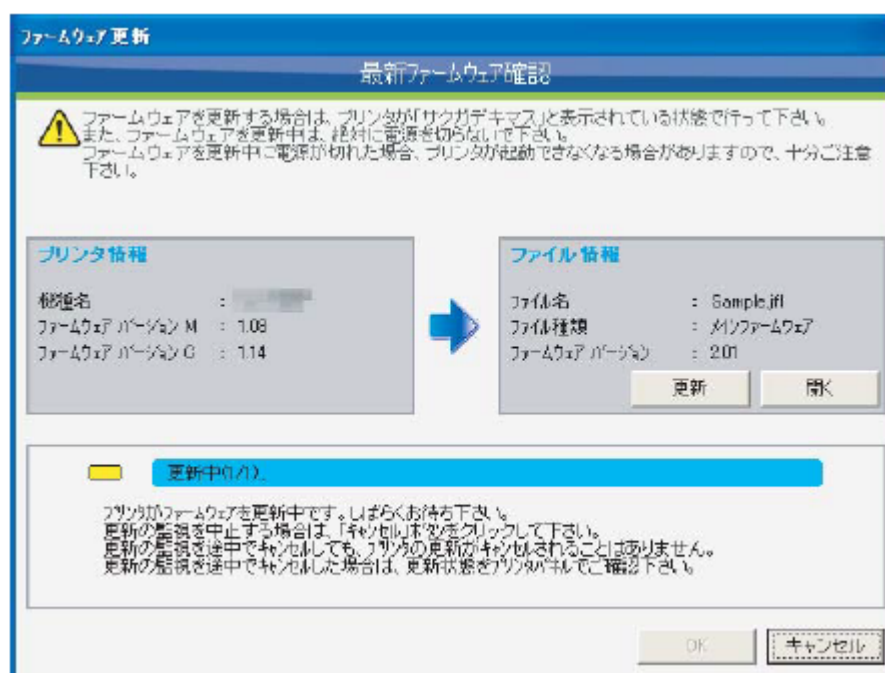 ファームウェア更新
最新ファームウェア確認
ファームウェアを更新する場合は、プリンタが「サクガデキマス」と表示されている状態で行って下さい。
また、ファームウェアを更新中は、絶対に電源を切らないで下さい。
ファームウェアを更新中に電源が切れた場合、プリンタが起動できなくなる場合がありますので、十分ご注意
下さい。
プリンタ情報
機種名 :
ファームウェア バージョン M : 1.08
ファームウェア バージョン G : 1.14
ファイル情報
ファイル名 : Sample.jfl
ファイル種類 : メインファームウェア
ファームウェア バージョン : 2.01
更新 開く
更新中(1/1)...
プリンタがファームウェアを更新中です。しばらくお待ち下さい。
更新の監視を中止する場合は、「キャンセル」ボタンをクリックして下さい。
更新の監視を途中でキャンセルしても、プリンタの更新がキャンセルされることはありません。
更新の監視を途中でキャンセルした場合は、更新状態をプリンタパネルでご確認下さい。
OK キャンセル